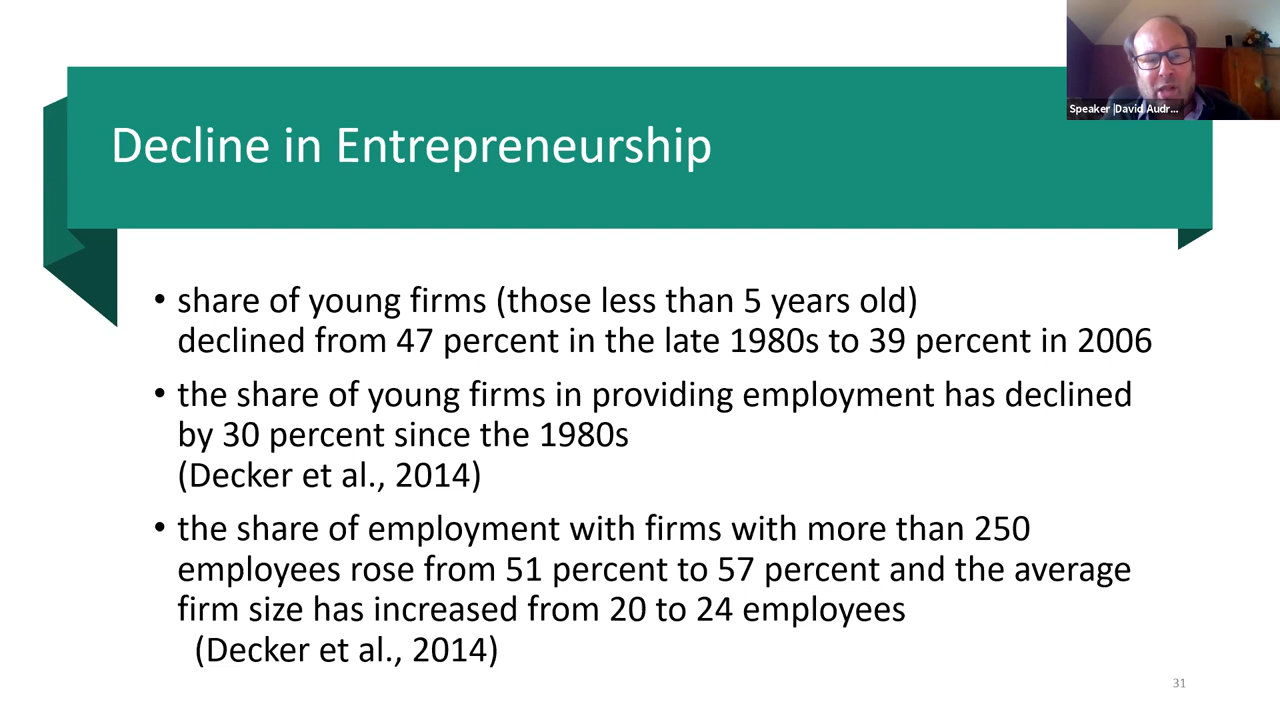 Speaker |David Audr...
Decline in Entrepreneurship
• share of young firms (those less than 5 years old)
declined from 47 percent in the late 1980s to 39 percent in 2006
• the share of young firms in providing employment has declined
by 30 percent since the 1980s
(Decker et al., 2014)
• the share of employment with firms with more than 250
employees rose from 51 percent to 57 percent and the average
firm size has increased from 20 to 24 employees
(Decker et al., 2014)
31